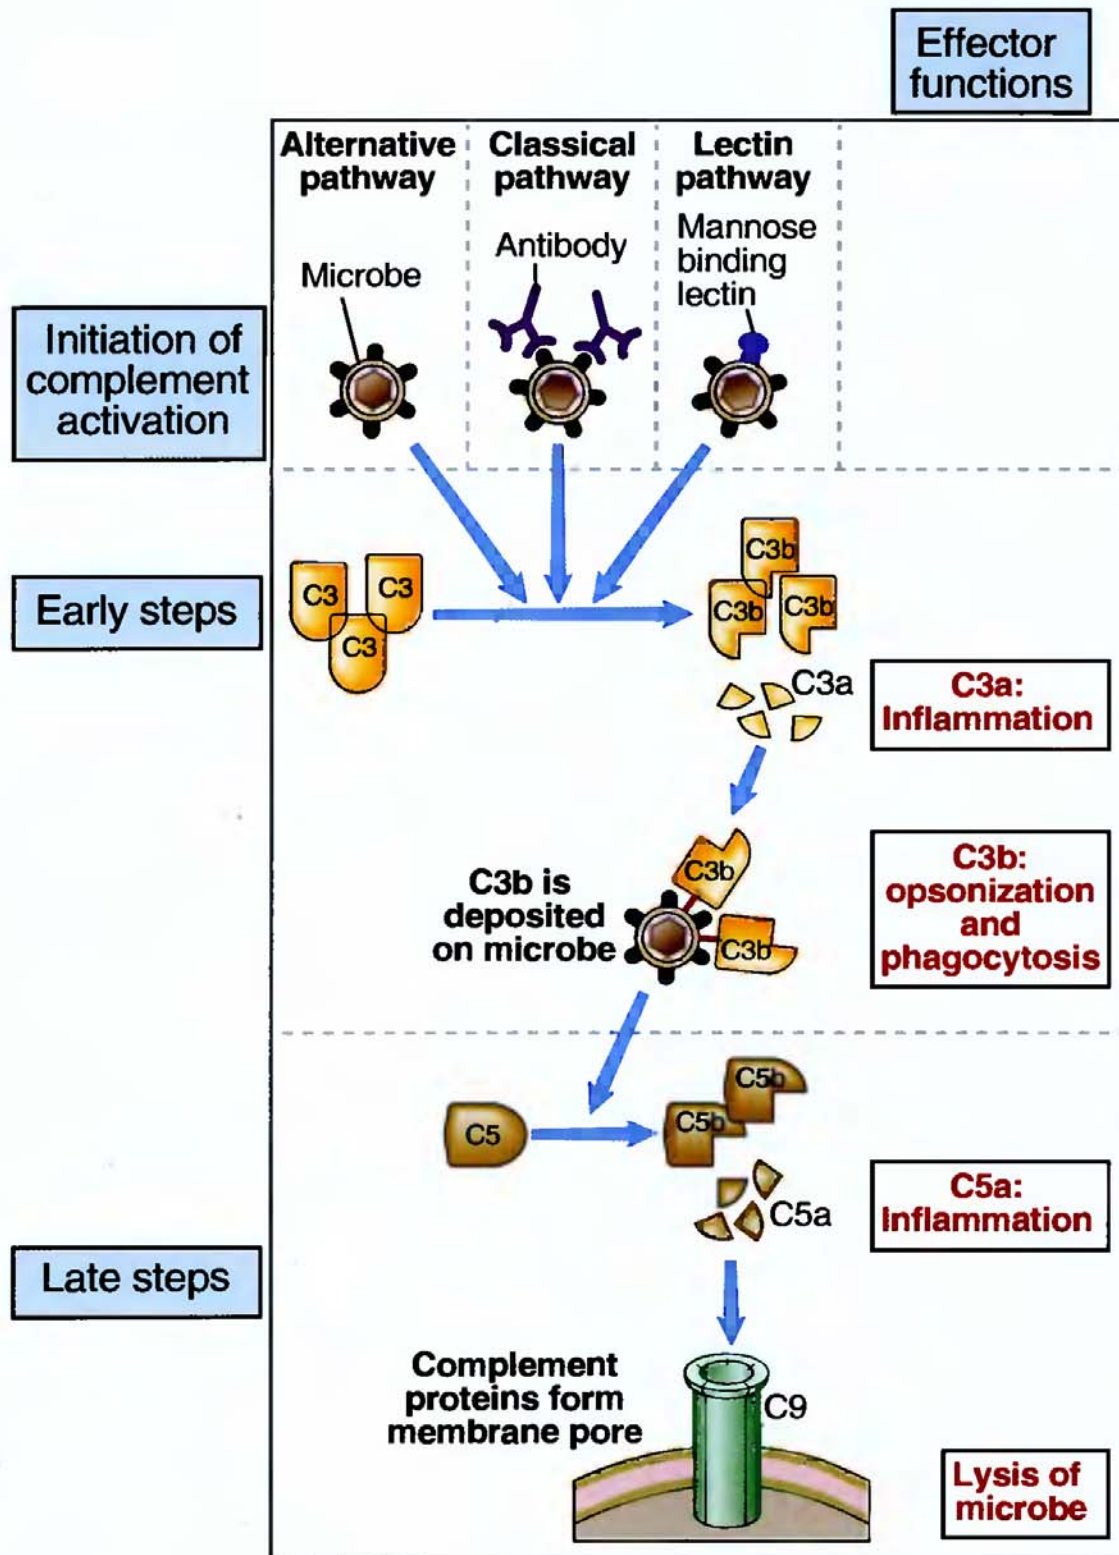 Effector
functions
Alternative
pathway
Classical
pathway
Lectin
pathway
Microbe
Antibody
Mannose
binding
lectin
Initiation of
complement
activation
Early steps
C3
C3
C3
C3b
C3b
C3b
C3a
C3a:
Inflammation
C3b is
deposited
on microbe
C3b
C3b
C3b:
opsonization
and
phagocytosis
C5
C5b
C5b
C5a
C5a:
Inflammation
Late steps
Complement
proteins form
membrane pore
C9
Lysis of
microbe